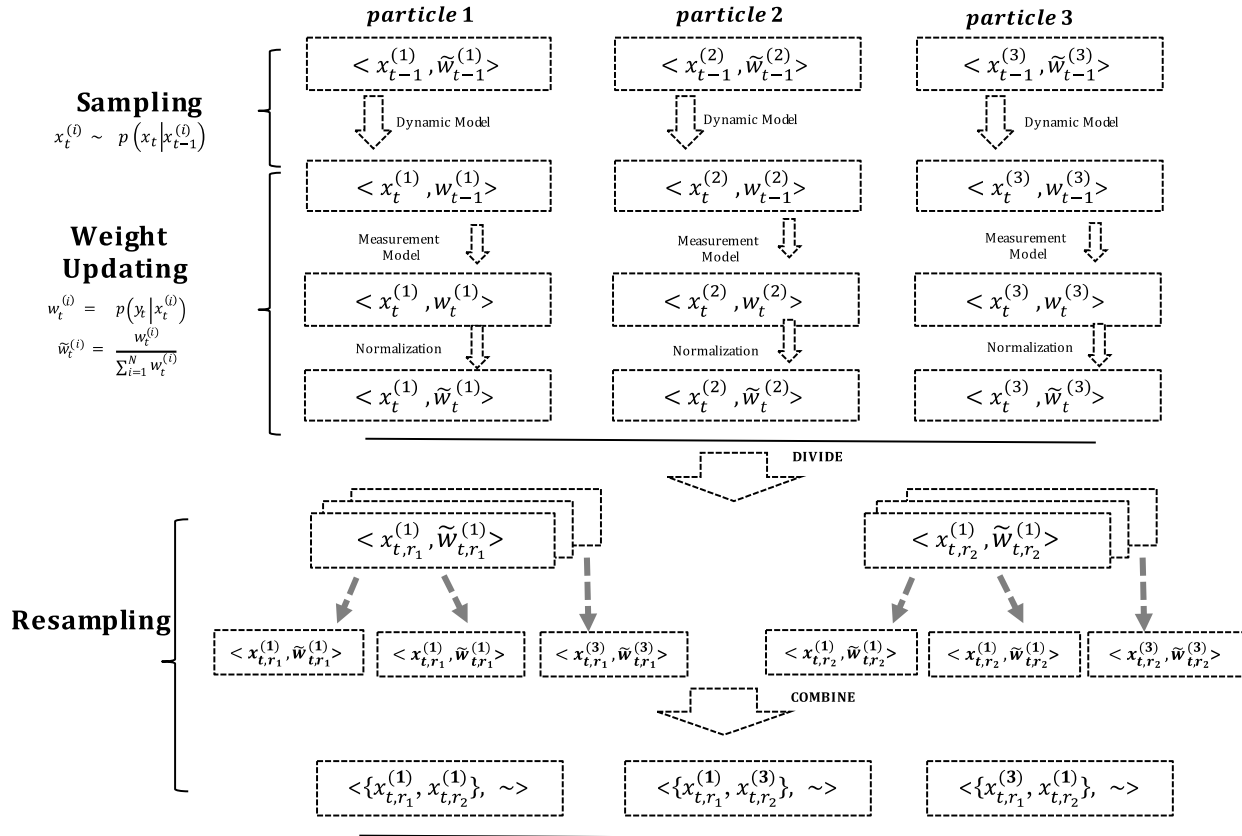 particle 1 particle 2 particle 3
< x_{t-1}^{(1)} , w̃_{t-1}^{(1)}> < x_{t-1}^{(2)} , w̃_{t-1}^{(2)}> < x_{t-1}^{(3)} , w̃_{t-1}^{(3)}>
Sampling
x_t^{(i)} ~ p(x_t|x_{t-1}^{(i)})
Dynamic Model Dynamic Model Dynamic Model
< x_t^{(1)} , w_{t-1}^{(1)}> < x_t^{(2)} , w_{t-1}^{(2)}> < x_t^{(3)} , w_{t-1}^{(3)}>
Weight
Updating
w_t^{(i)} = p(y_t|x_t^{(i)})
w̃_t^{(i)} = w_t^{(i)} / ∑_{i=1}^{N} w_t^{(i)}
Measurement Measurement Measurement
Model Model Model
< x_t^{(1)} , w_t^{(1)}> < x_t^{(2)} , w_t^{(2)}> < x_t^{(3)} , w_t^{(3)}>
Normalization Normalization Normalization
< x_t^{(1)} , w̃_t^{(1)}> < x_t^{(2)} , w̃_t^{(2)}> < x_t^{(3)} , w̃_t^{(3)}>
DIVIDE
< x_{t,r_1}^{(1)} , w̃_{t,r_1}^{(1)}> < x_{t,r_2}^{(1)} , w̃_{t,r_2}^{(1)}>
Resampling
< x_{t,r_1}^{(1)} , w̃_{t,r_1}^{(1)}> < x_{t,r_1}^{(1)} , w̃_{t,r_1}^{(1)}> < x_{t,r_1}^{(3)} , w̃_{t,r_1}^{(3)}> < x_{t,r_2}^{(1)} , w̃_{t,r_2}^{(1)}> < x_{t,r_2}^{(1)} , w̃_{t,r_2}^{(1)}> < x_{t,r_2}^{(3)} , w̃_{t,r_2}^{(3)}>
COMBINE
<{x_{t,r_1}^{(1)}, x_{t,r_2}^{(1)}}, ~> <{x_{t,r_1}^{(1)}, x_{t,r_2}^{(3)}}, ~> <{x_{t,r_1}^{(3)}, x_{t,r_2}^{(1)}}, ~>